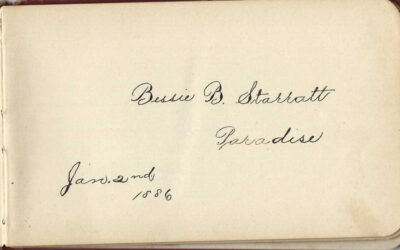 Bessie B. Starratt
Paradise
Jan. 2nd
1886